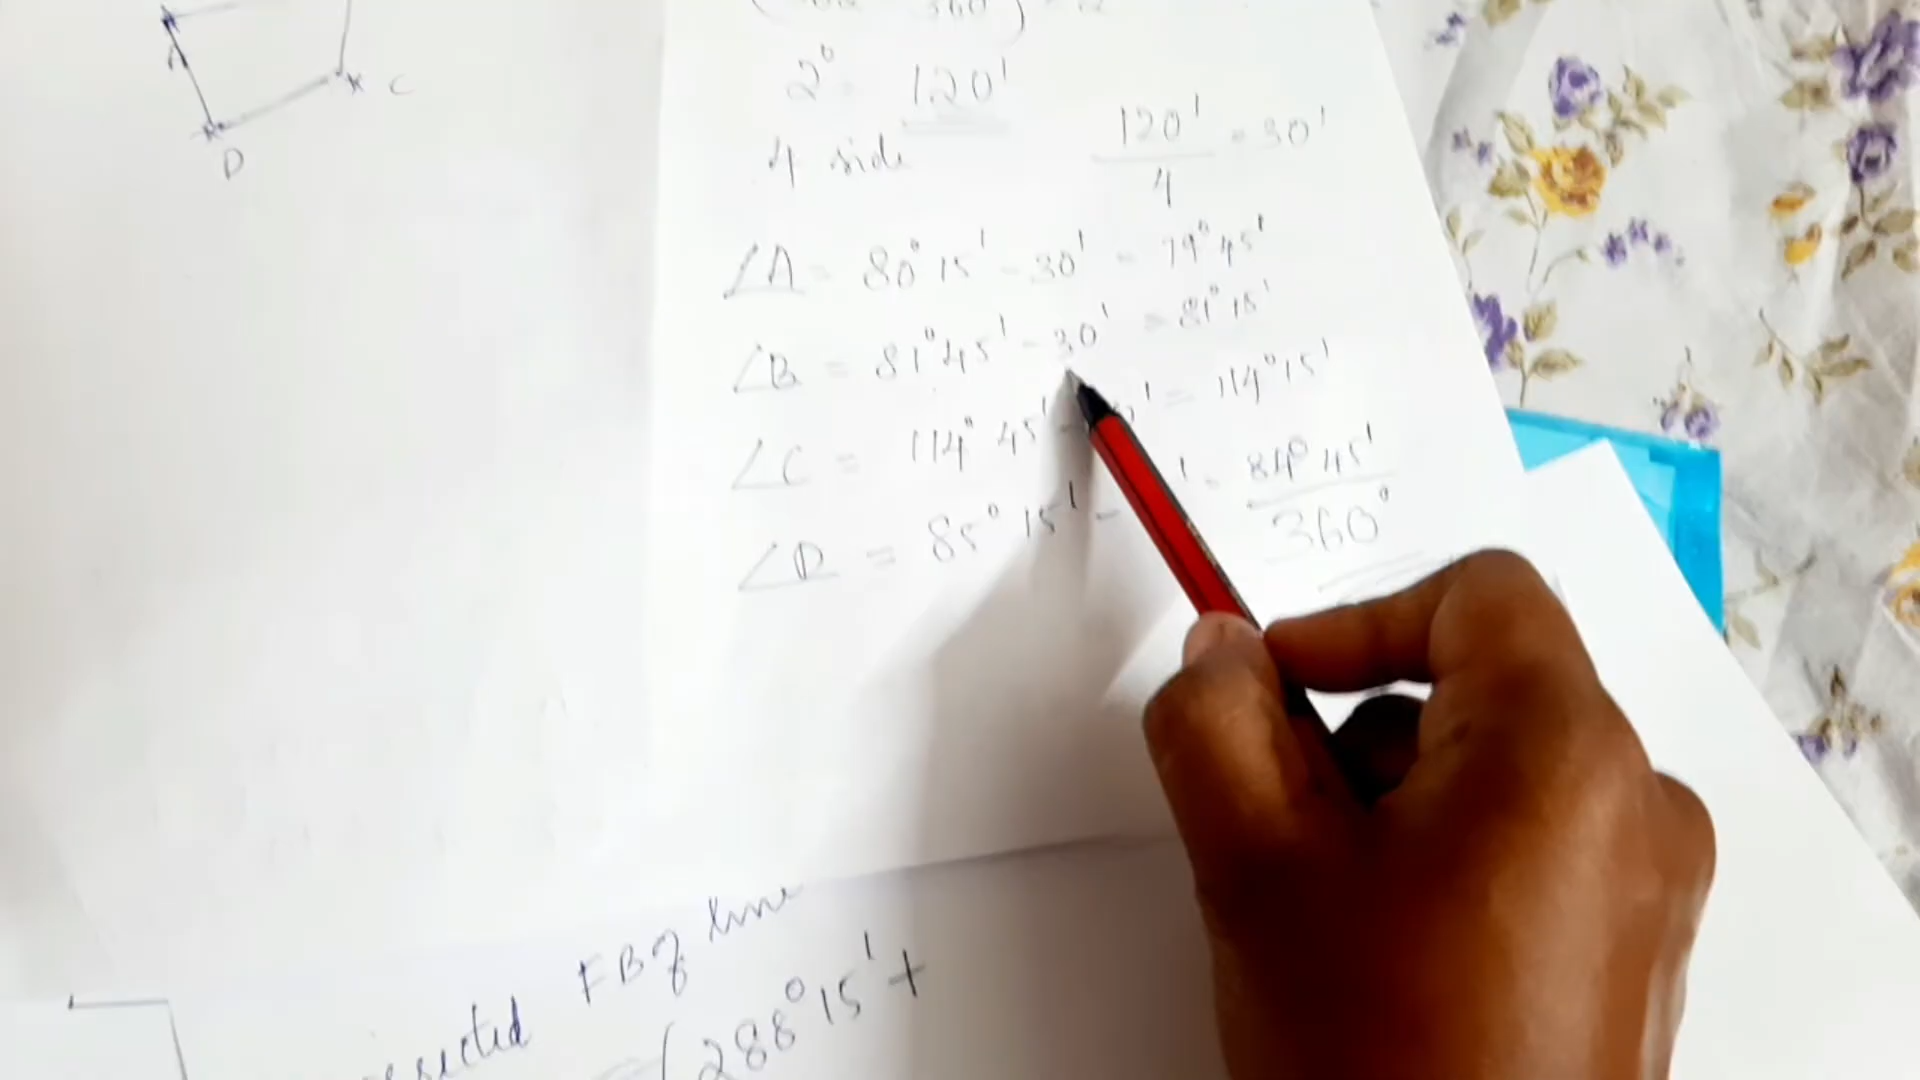 A
C
D
2° = 120'
4 side
120' / 4 = 30'
∠A = 80°15' - 30' = 79°45'
∠B = 81°45' - 30' = 81°15'
∠C = 114°45' - 0' = 114°15'
∠D = 85°15' - ' = 84°45'
360°
FB of line
(288°15' +